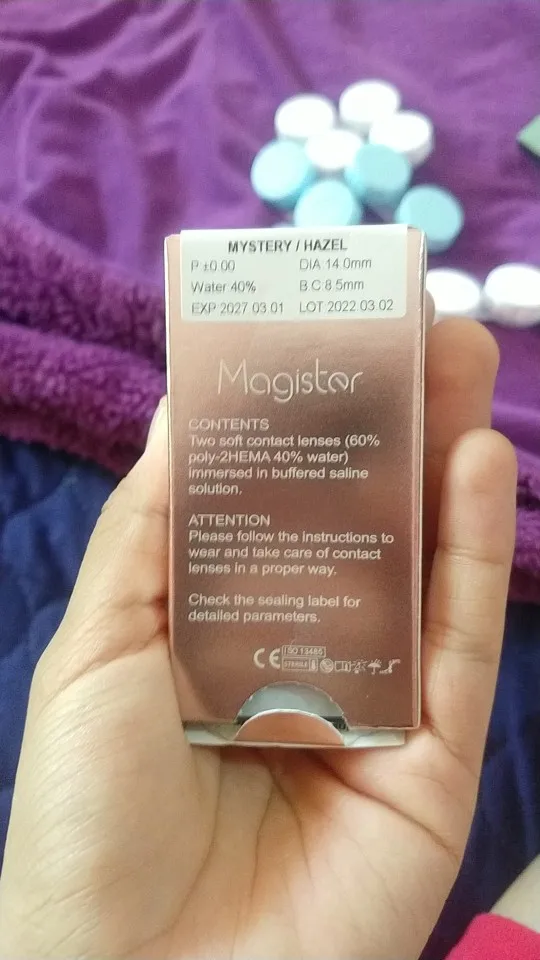 MYSTERY / HAZEL
P ±0.00 DIA 14.0mm
Water 40% B.C 8.5mm
EXP 2027.03.01 LOT 2022.03.02
Magister
CONTENTS
Two soft contact lenses (60%
poly-2HEMA 40% water)
immersed in buffered saline
solution.
ATTENTION
Please follow the instructions to
wear and take care of contact
lenses in a proper way.
Check the sealing label for
detailed parameters.
CE ISO 13485
STERILE